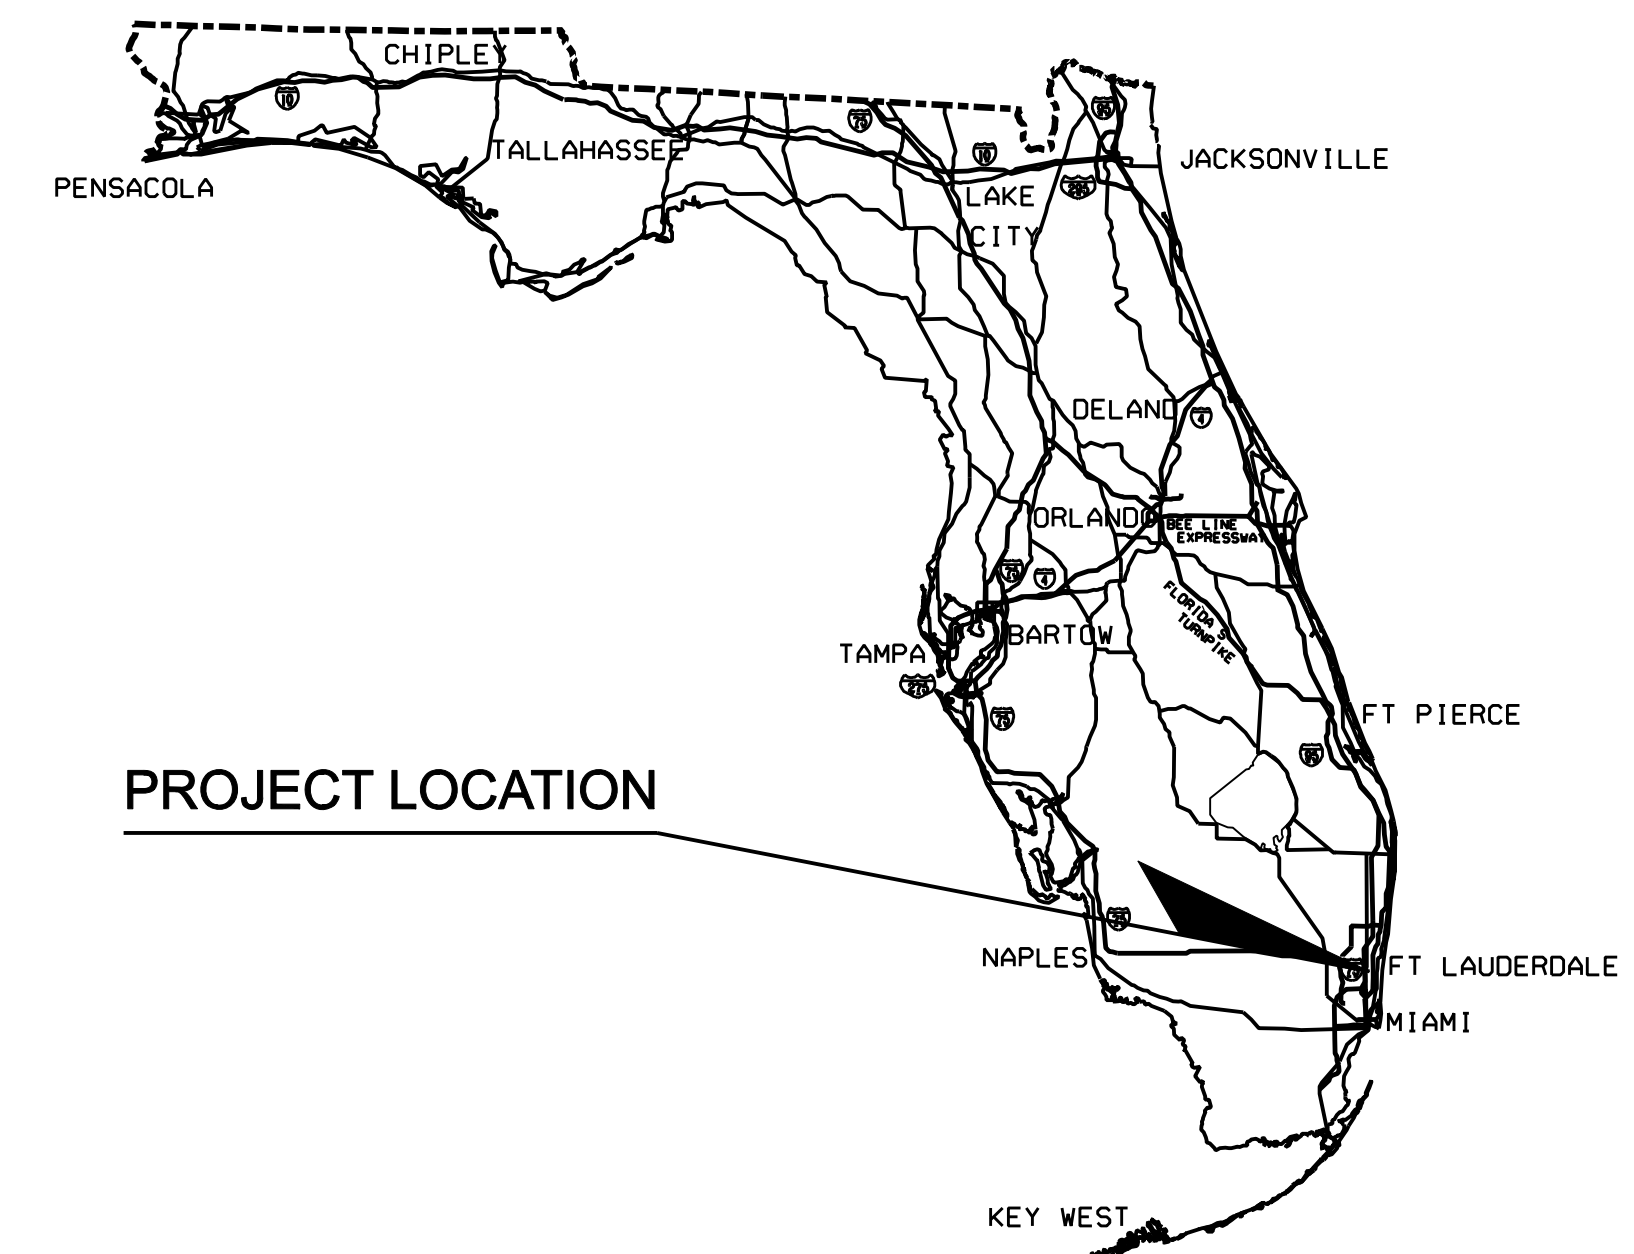 CHIPLEY
10
75
95
TALLAHASSEE
10
JACKSONVILLE
PENSACOLA
295
LAKE
CITY
DELAND
4
ORLANDO
BEE LINE
EXPRESSWAY
75
4
FLORIDA S
TURNPIKE
BARTOW
TAMPA
275
75
FT PIERCE
95
PROJECT LOCATION
75
NAPLES
75
FT LAUDERDALE
MIAMI
KEY WEST